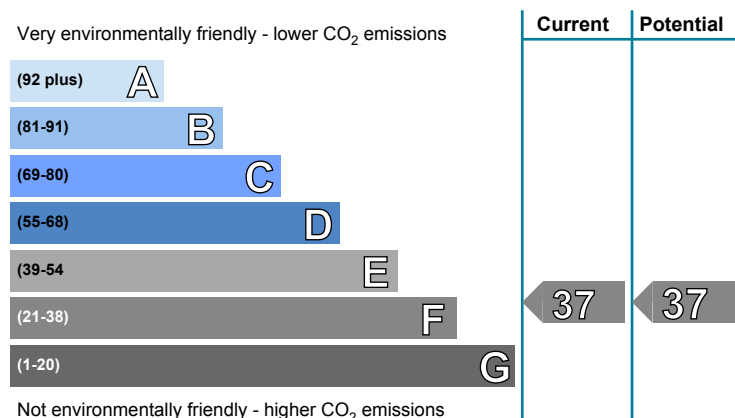 Very environmentally friendly - lower CO₂ emissions
Current Potential
(92 plus) A
(81-91) B
(69-80) C
(55-68) D
(39-54 E
(21-38) F 37 37
(1-20) G
Not environmentally friendly - higher CO₂ emissions